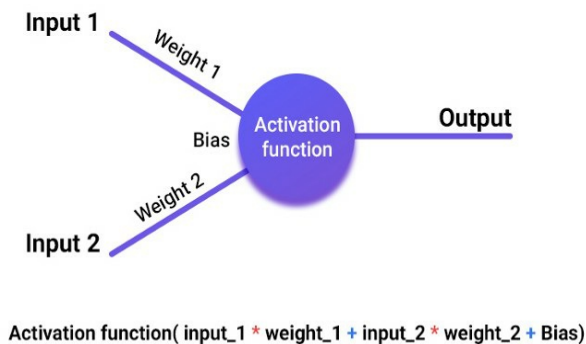 Input 1
Weight 1
Activation
function
Bias
Output
Weight 2
Input 2
Activation function( input_1 * weight_1 + input_2 * weight_2 + Bias)